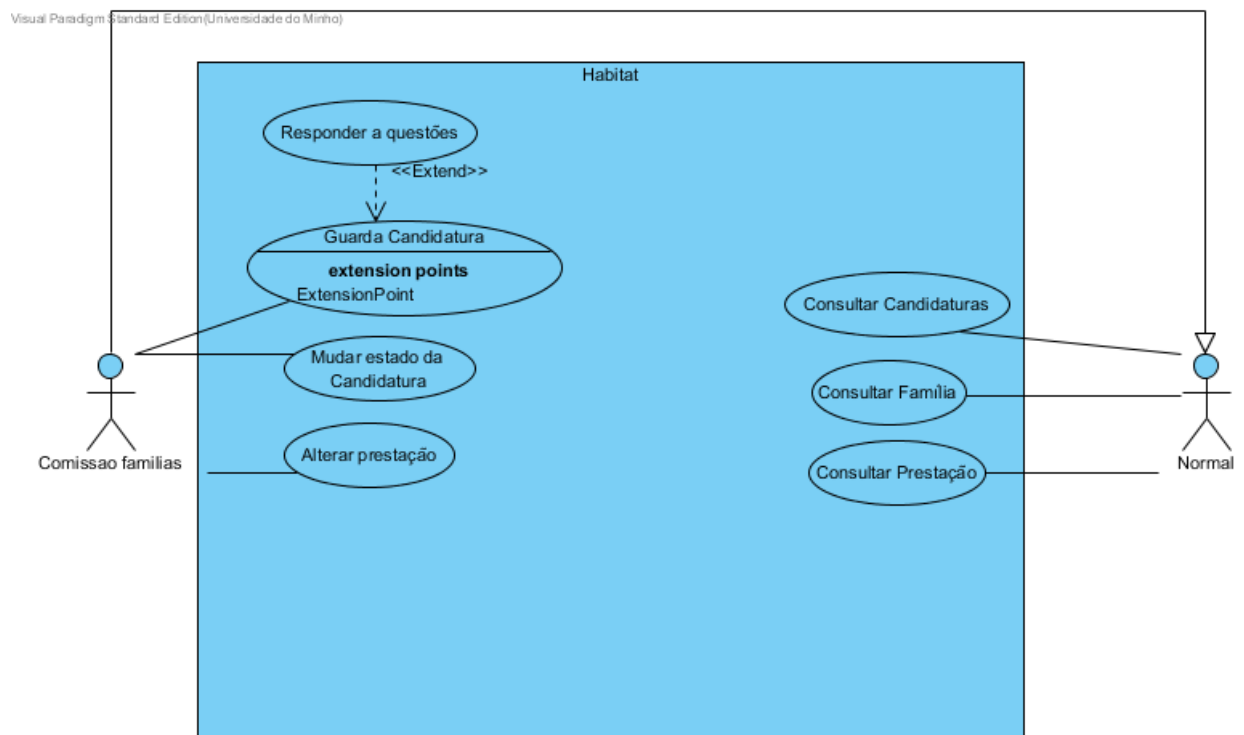 Visual Paradigm Standard Edition(Universidade do Minho)
Habitat
Responder a questões
<<Extend>>
Guarda Candidatura
extension points
ExtensionPoint
Consultar Candidaturas
Mudar estado da
Candidatura
Consultar Família
Alterar prestação
Comissao familias
Consultar Prestação
Normal